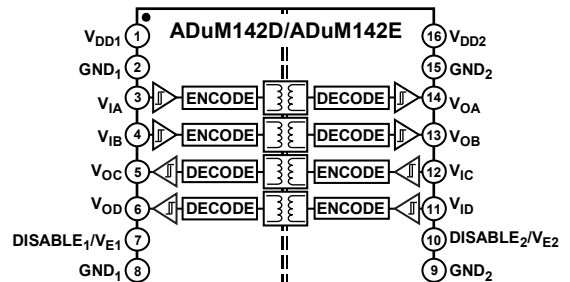 ADuM142D/ADuM142E
VDD1 1 16 VDD2
GND1 2 15 GND2
VIA 3 ENCODE DECODE 14 VOA
VIB 4 ENCODE DECODE 13 VOB
VOC 5 DECODE ENCODE 12 VIC
VOD 6 DECODE ENCODE 11 VID
DISABLE1/VE1 7 10 DISABLE2/VE2
GND1 8 9 GND2